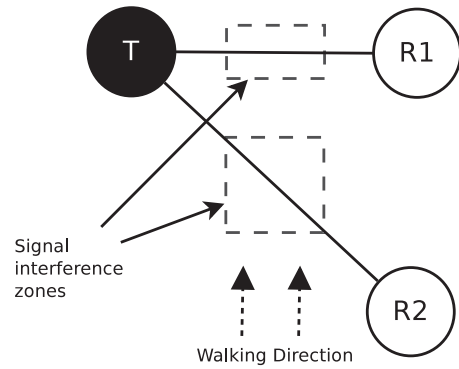 T
R1
Signal
interference
zones
R2
Walking Direction